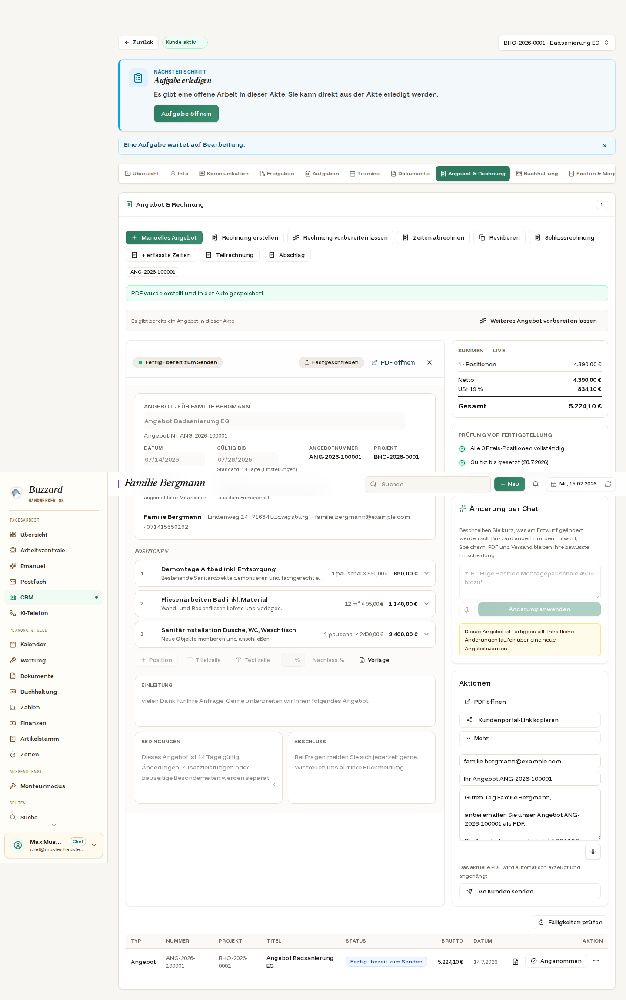 Zurück
Kunde aktiv
BHO-2026-0001 - Badsanierung EG
NÄCHSTER SCHRITT
Aufgabe erledigen
Es gibt eine offene Arbeit in dieser Akte. Sie kann direkt aus der Akte erledigt werden.
Aufgabe öffnen
Eine Aufgabe wartet auf Bearbeitung.
Übersicht
Info
Kommunikation
Freigaben
Aufgaben
Termine
Dokumente
Angebot & Rechnung
Buchhaltung
Kosten & Marg
Angebot & Rechnung
1
Manuelles Angebot
Rechnung erstellen
Rechnung vorbereiten lassen
Zeiten abrechnen
Revidieren
Schlussrechnung
+ erfasste Zeiten
Teilrechnung
Abschlag
ANG-2026-100001
PDF wurde erstellt und in der Akte gespeichert.
Es gibt bereits ein Angebot in dieser Akte.
Weiteres Angebot vorbereiten lassen
Fertig · bereit zum Senden
Festgeschrieben
PDF öffnen
ANGEBOT · FÜR FAMILIE BERGMANN
Angebot Badsanierung EG
Angebot-Nr. ANG-2026-100001
DATUM
07/14/2026
GÜLTIG BIS
07/28/2026
Standard: 14 Tage (Einstellungen)
ANGEBOTNUMMER
ANG-2026-100001
PROJEKT
BHO-2026-0001
SUMMEN — LIVE
1 · Positionen 4.390,00 €
Netto 4.390,00 €
USt 19 % 834,10 €
Gesamt 5.224,10 €
PRÜFUNG VOR FERTIGSTELLUNG
Alle 3 Preis-Positionen vollständig
Gültig bis gesetzt (28.7.2026)
Buzzard
HANDWERKER OS
Familie Bergmann
Suchen…
Neu
Mi., 15.07.2026
TAGESARBEIT
Übersicht
Arbeitszentrale
Emanuel
Postfach
CRM
KI-Telefon
PLANUNG & GELD
Kalender
Wartung
Dokumente
Buchhaltung
Zahlen
Finanzen
Artikelstamm
Zeiten
AUSSENDIENST
Monteurmodus
SELTEN
Suche
Max Mus… · Chef
chef@muster-hauste…
angemeldeter Mitarbeiter
aus dem Firmenprofil
Familie Bergmann · Lindenweg 14 · 71634 Ludwigsburg · familie.bergmann@example.com
· 071415550192
POSITIONEN
1
Demontage Altbad inkl. Entsorgung
Bestehende Sanitärobjekte demontieren und fachgerecht e…
1 pauschal × 850,00 € 850,00 €
2
Fliesenarbeiten Bad inkl. Material
Wand- und Bodenfliesen liefern und verlegen.
12 m² × 95,00 € 1.140,00 €
3
Sanitärinstallation Dusche, WC, Waschtisch
Neue Objekte montieren und anschließen.
1 pauschal × 2400,00 € 2.400,00 €
Position
Titelzeile
Textzeile
%
Nachlass %
Vorlage
EINLEITUNG
vielen Dank für Ihre Anfrage. Gerne unterbreiten wir Ihnen folgendes Angebot.
BEDINGUNGEN
Dieses Angebot ist 14 Tage gültig.
Änderungen, Zusatzleistungen oder
bauseitige Besonderheiten werden separat
ABSCHLUSS
Bei Fragen melden Sie sich jederzeit gerne.
Wir freuen uns auf Ihre Rückmeldung.
Änderung per Chat
Beschreiben Sie kurz, was am Entwurf geändert
werden soll. Buzzard ändert nur den Entwurf;
Speichern, PDF und Versand bleiben Ihre bewusste
Entscheidung.
z. B. "Füge Position Montagepauschale 450 €
hinzu"
Änderung anwenden
Dieses Angebot ist fertiggestellt. Inhaltliche
Änderungen laufen über eine neue
Angebotsversion.
Aktionen
PDF öffnen
Kundenportal-Link kopieren
Mehr
familie.bergmann@example.com
Ihr Angebot ANG-2026-100001
Guten Tag Familie Bergmann,
anbei erhalten Sie unser Angebot ANG-
2026-100001 als PDF.
Das aktuelle PDF wird automatisch erzeugt und
angehängt.
An Kunden senden
Fälligkeiten prüfen
TYP NUMMER PROJEKT TITEL STATUS BRUTTO DATUM AKTION
Angebot
ANG-2026-
100001
BHO-2026-
0001
Angebot Badsanierung
EG
Fertig · bereit zum Senden
5.224,10 €
14.7.2026
Angenommen